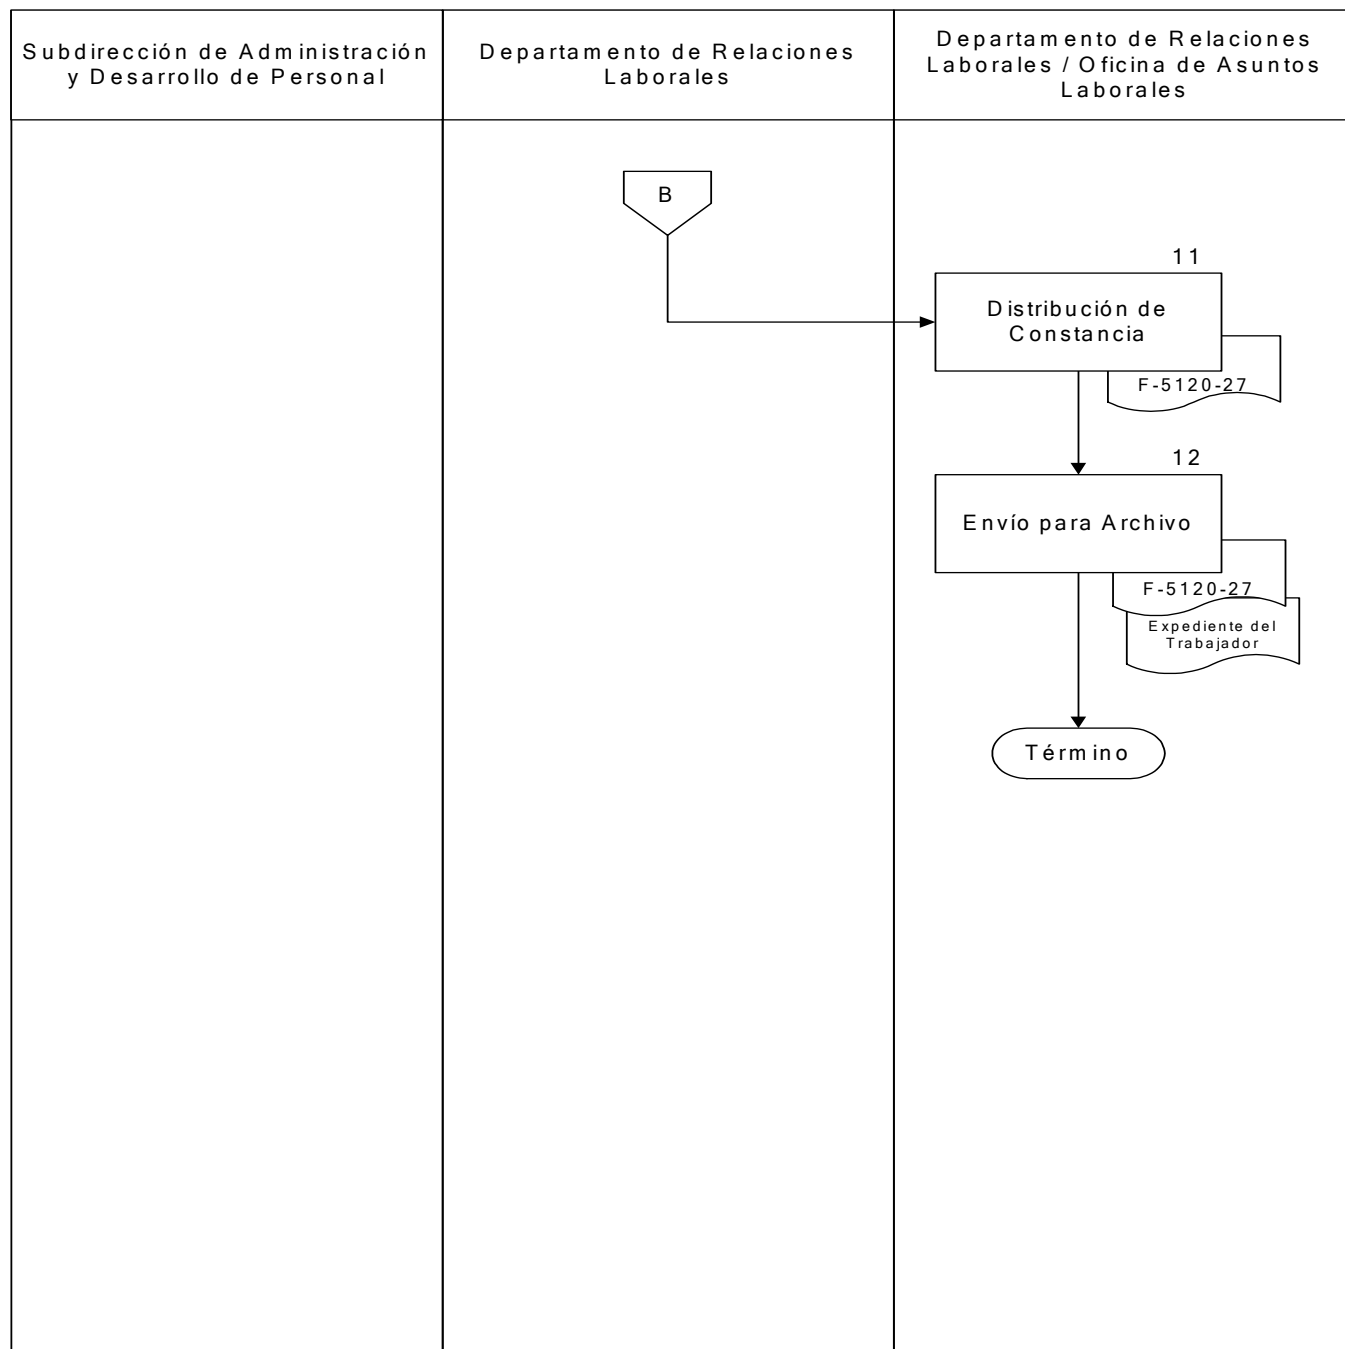 Subdirección de Administración
y Desarrollo de Personal
Departamento de Relaciones
Laborales
Departamento de Relaciones
Laborales / Oficina de Asuntos
Laborales
B
11
Distribución de
Constancia
F-5120-27
12
Envío para Archivo
F-5120-27
Expediente del
Trabajador
Término